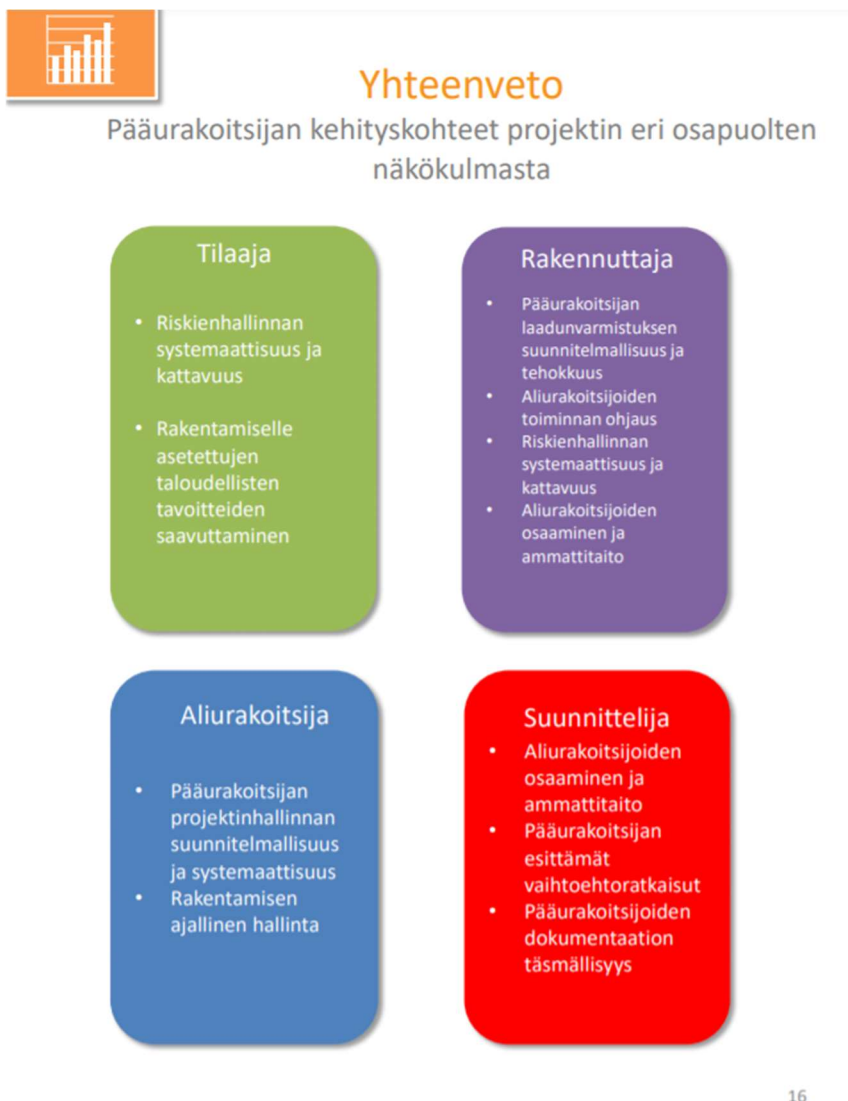 Yhteenveto
Pääurakoitsijan kehityskohteet projektin eri osapuolten
näkökulmasta
Tilaaja
• Riskienhallinnan
systemaattisuus ja
kattavuus
• Rakentamiselle
asetettujen
taloudellisten
tavoitteiden
saavuttaminen
Rakennuttaja
• Pääurakoitsijan
laadunvarmistuksen
suunnitelmallisuus ja
tehokkuus
• Aliurakoitsijoiden
toiminnan ohjaus
• Riskienhallinnan
systemaattisuus ja
kattavuus
• Aliurakoitsijoiden
osaaminen ja
ammattitaito
Aliurakoitsija
• Pääurakoitsijan
projektinhallinnan
suunnitelmallisuus
ja systemaattisuus
• Rakentamisen
ajallinen hallinta
Suunnittelija
• Aliurakoitsijoiden
osaaminen ja
ammattitaito
• Pääurakoitsijan
esittämät
vaihtoehtoratkaisut
• Pääurakoitsijoiden
dokumentaation
täsmällisyys
16